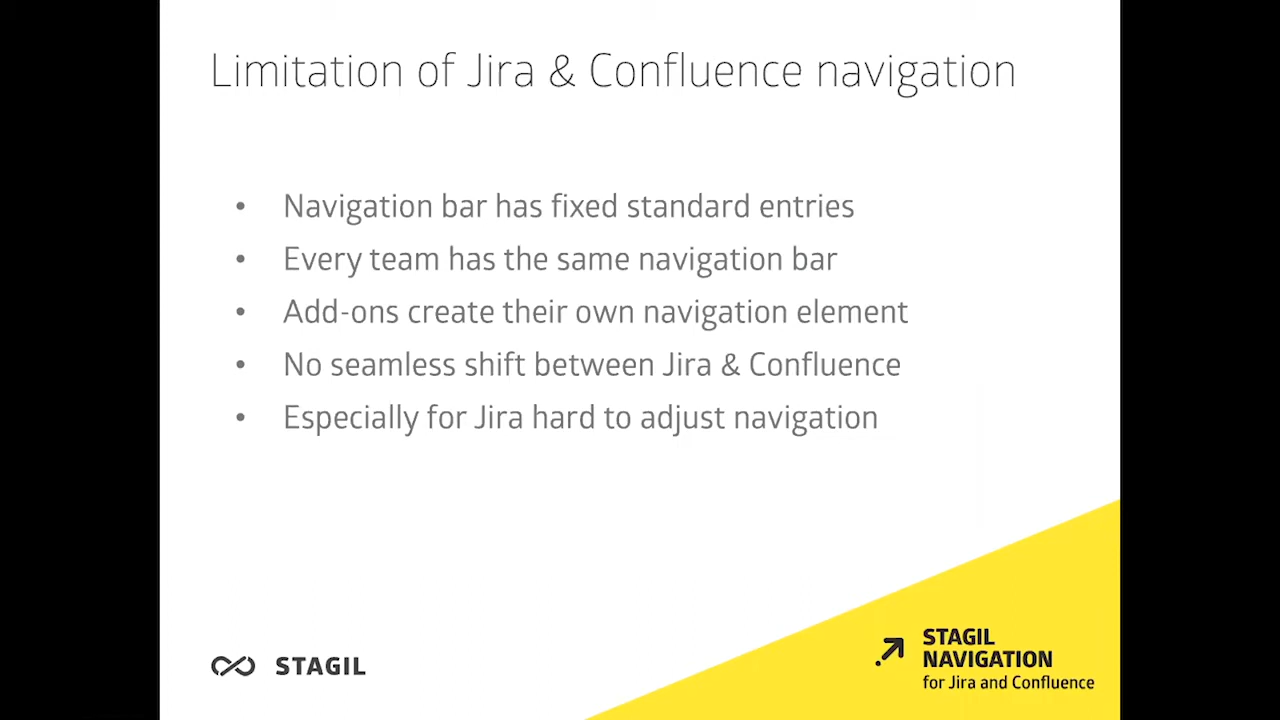 Limitation of Jira & Confluence navigation
• Navigation bar has fixed standard entries
• Every team has the same navigation bar
• Add-ons create their own navigation element
• No seamless shift between Jira & Confluence
• Especially for Jira hard to adjust navigation
STAGIL
STAGIL
NAVIGATION
for Jira and Confluence